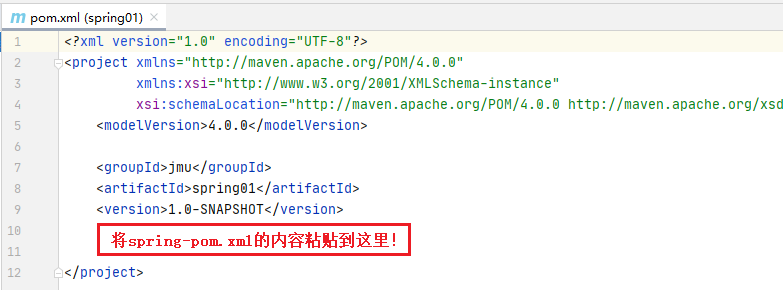 pom.xml (spring01)
1 <?xml version="1.0" encoding="UTF-8"?>
2 <project xmlns="http://maven.apache.org/POM/4.0.0"
3 xmlns:xsi="http://www.w3.org/2001/XMLSchema-instance"
4 xsi:schemaLocation="http://maven.apache.org/POM/4.0.0 http://maven.apache.org/xsd
5 <modelVersion>4.0.0</modelVersion>
6
7 <groupId>jmu</groupId>
8 <artifactId>spring01</artifactId>
9 <version>1.0-SNAPSHOT</version>
10 将spring-pom.xml的内容粘贴到这里!
11
12 </project>